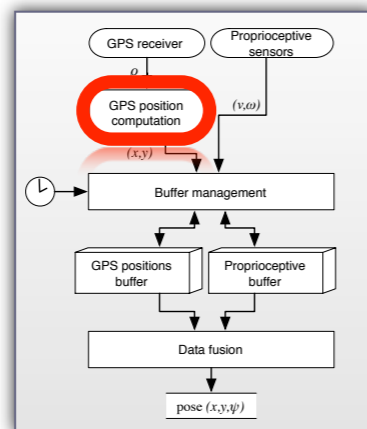 GPS receiver
Proprioceptive
sensors
ρ
GPS position
computation
(v,ω)
(x,y)
Buffer management
GPS positions
buffer
Proprioceptive
buffer
Data fusion
pose (x,y,ψ)